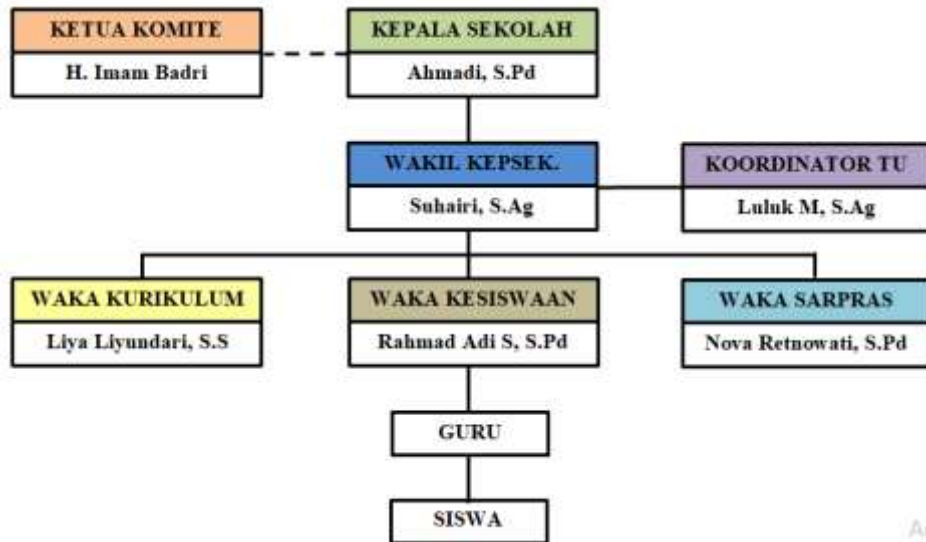 KETUA KOMITE
H. Imam Badri
KEPALA SEKOLAH
Ahmadi, S.Pd
WAKIL KEPSEK.
Suhairi, S.Ag
KOORDINATOR TU
Luluk M, S.Ag
WAKA KURIKULUM
Liya Liyundari, S.S
WAKA KESISWAAN
Rahmad Adi S, S.Pd
WAKA SARPRAS
Nova Retnowati, S.Pd
GURU
SISWA